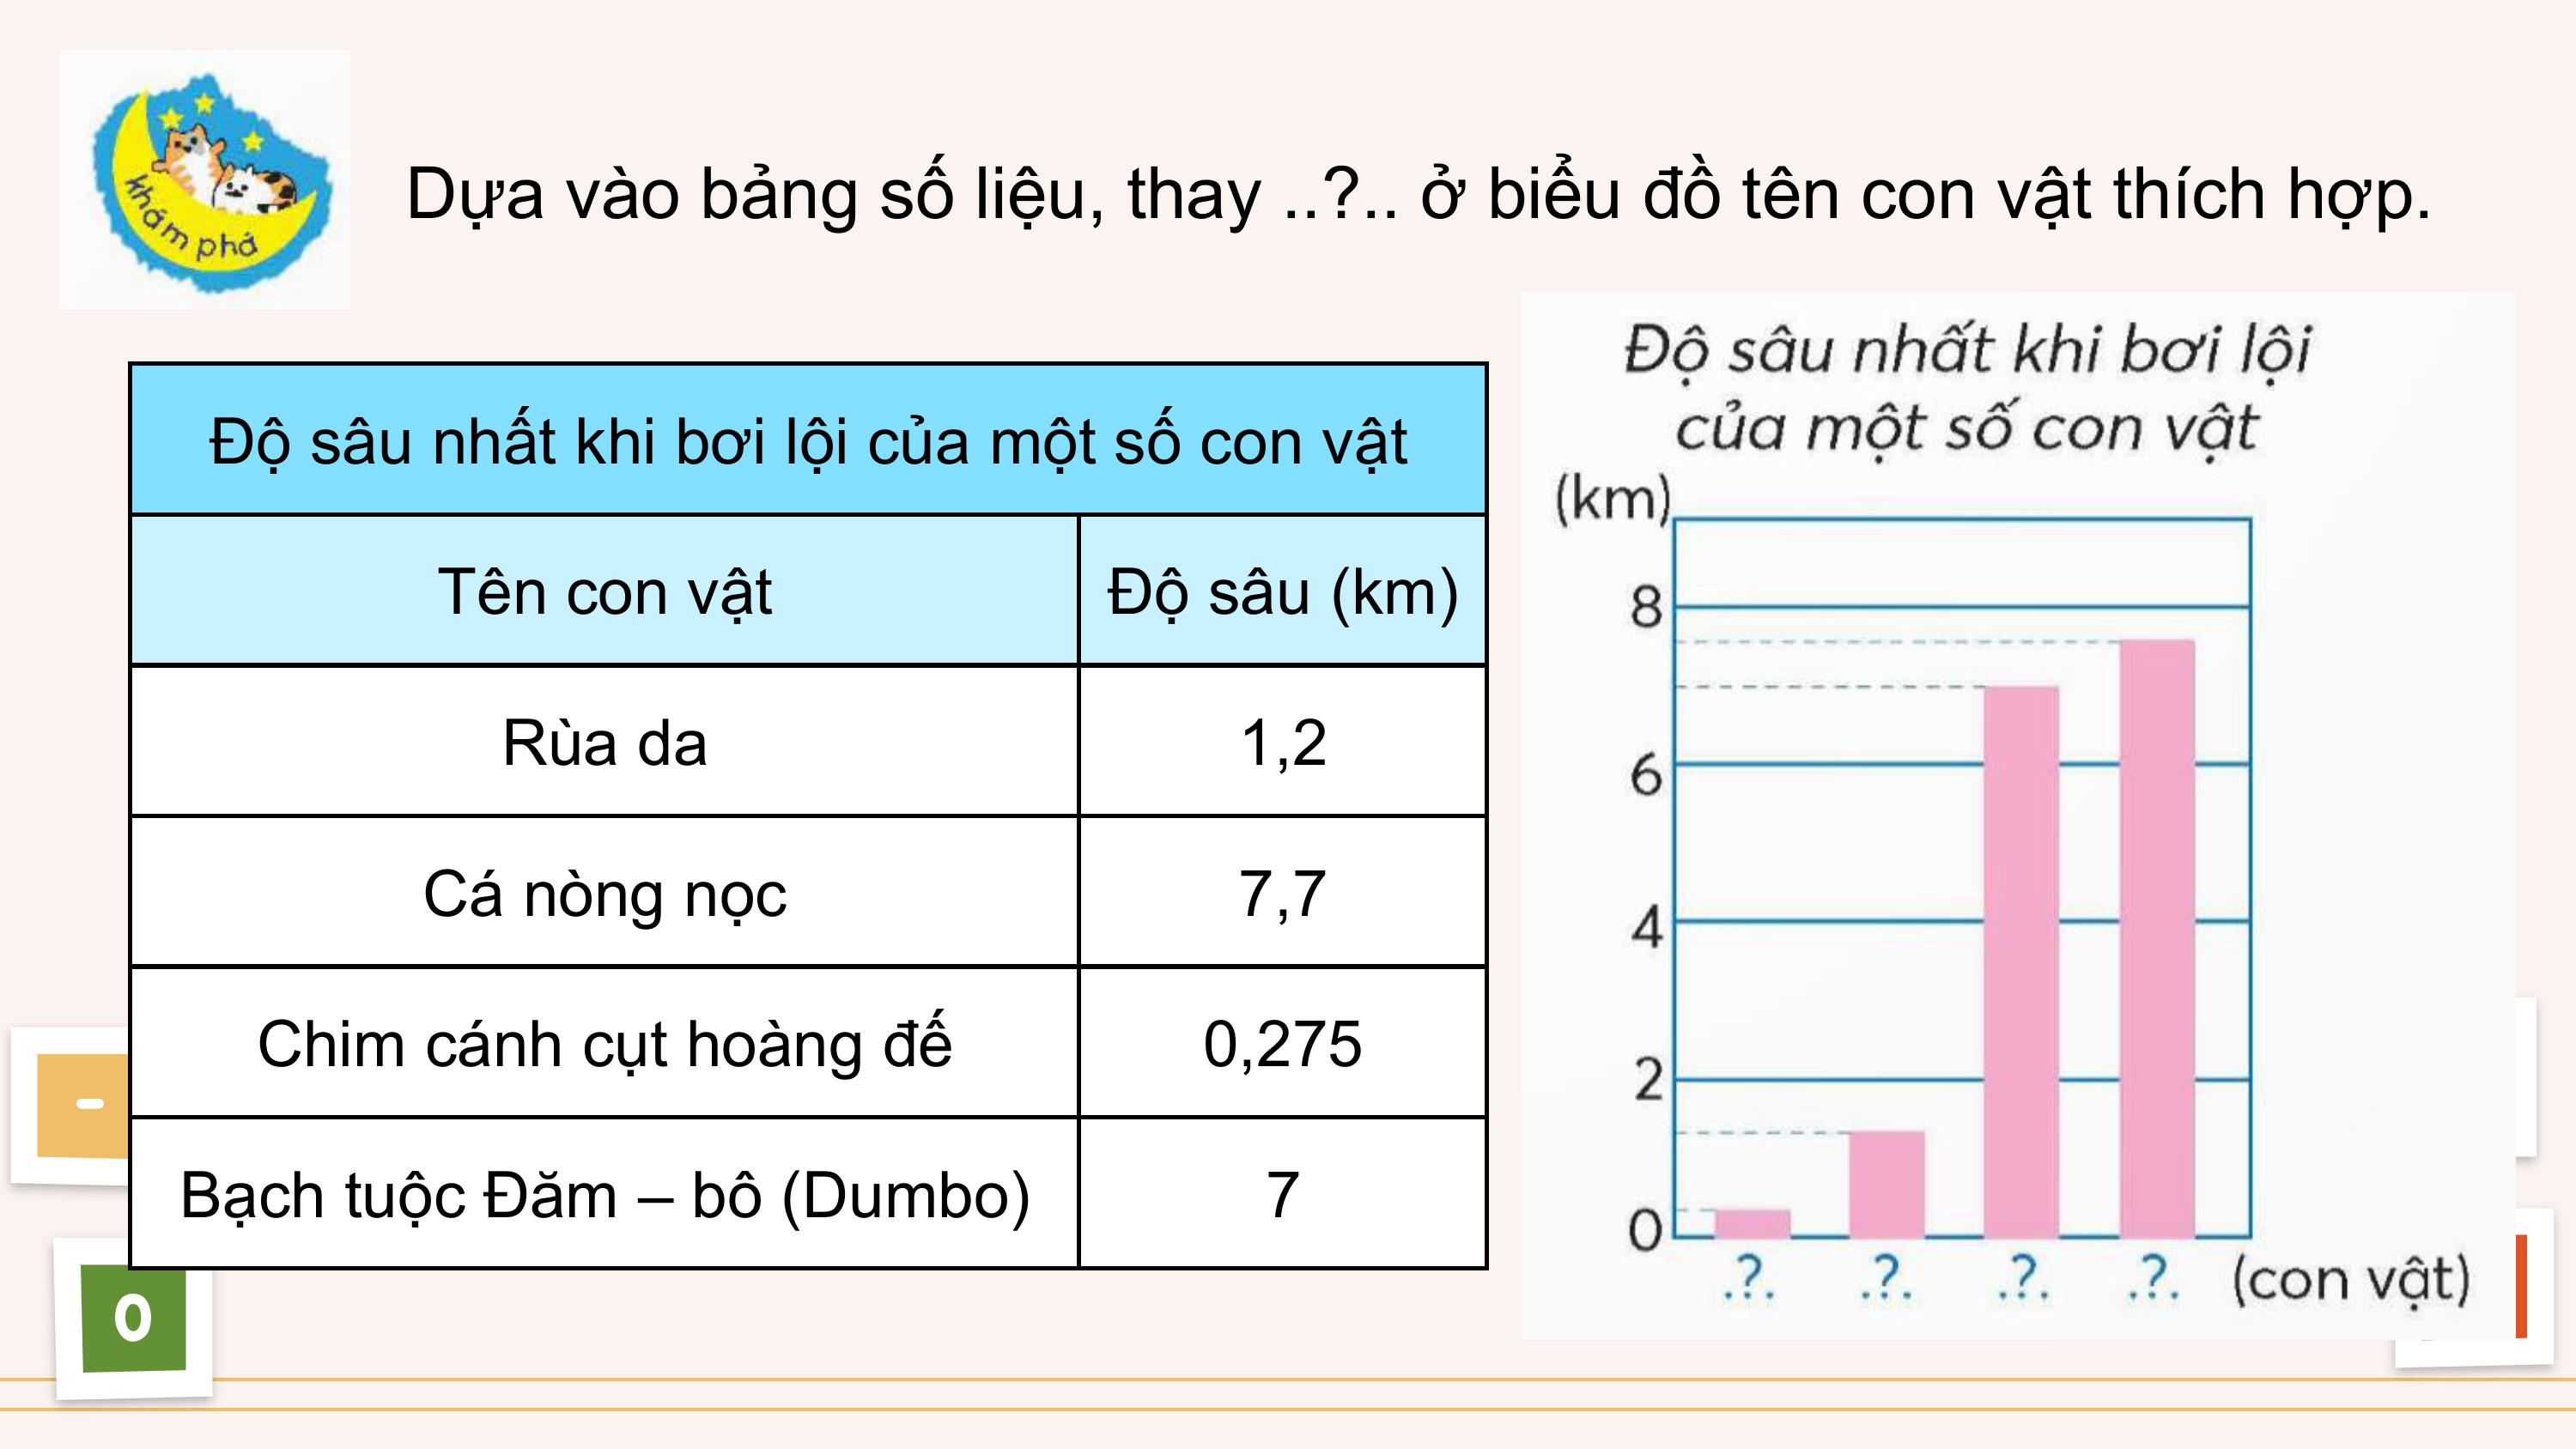 khám phá
Dựa vào bảng số liệu, thay ..?.. ở biểu đồ tên con vật thích hợp.
Độ sâu nhất khi bơi lội của một số con vật
Tên con vật Độ sâu (km)
Rùa da 1,2
Cá nòng nọc 7,7
Chim cánh cụt hoàng đế 0,275
Bạch tuộc Đăm – bô (Dumbo) 7
Độ sâu nhất khi bơi lội
của một số con vật
(km)
8
6
4
2
0
.?. .?. .?. .?. (con vật)
-
0